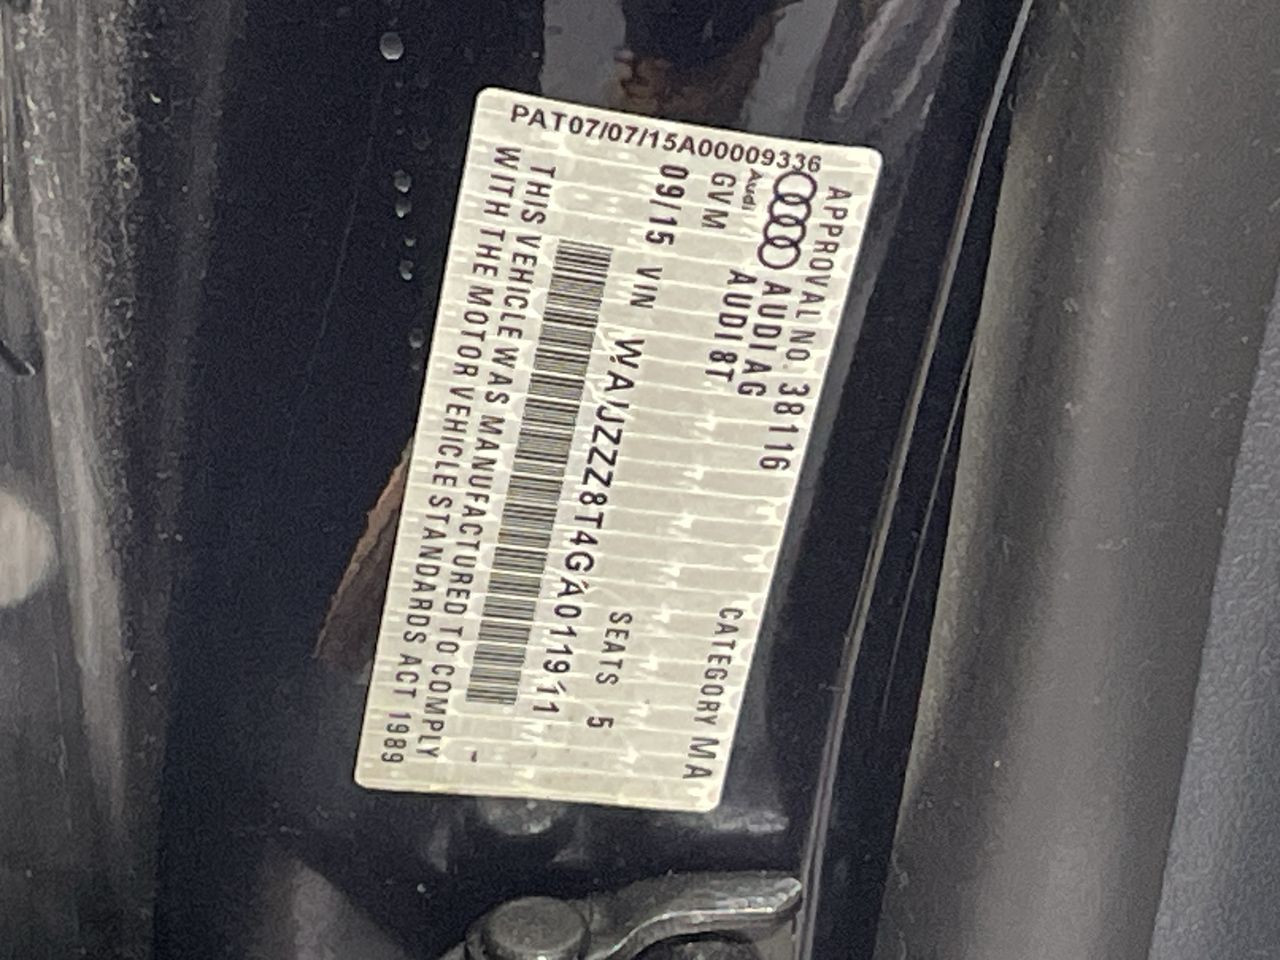 PAT07/07/15A00009336
APPROVAL NO. 38116
AUDI AG
Audi
AUDI 8T
GVM
CATEGORY MA
09/15
VIN WAUZZZ8T4GA011911
SEATS 5
THIS VEHICLE WAS MANUFACTURED TO COMPLY
WITH THE MOTOR VEHICLE STANDARDS ACT 1989